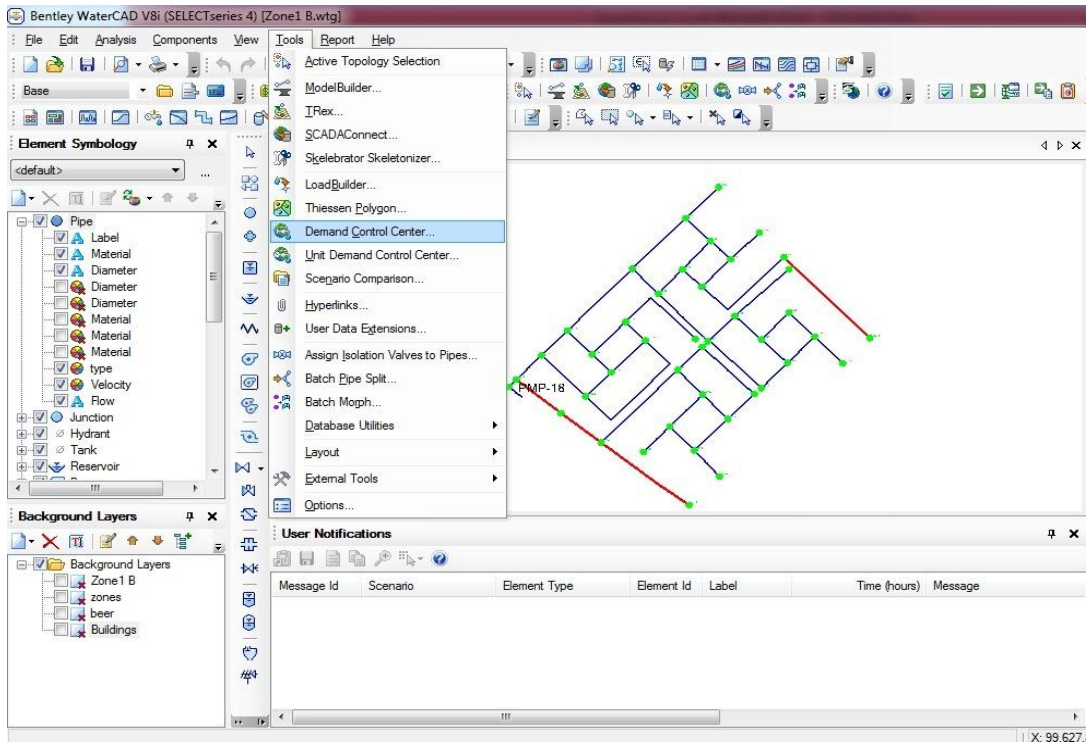 Bentley WaterCAD V8i (SELECTseries 4) [Zone1 B.wtg]
File Edit Analysis Components View Tools Report Help
Base
Element Symbology
<default>
...
Pipe
Label
Material
Diameter
Diameter
Diameter
Material
Material
Material
type
Velocity
Flow
Junction
Hydrant
Tank
Reservoir
Background Layers
Background Layers
Zone1 B
zones
beer
Buildings
Active Topology Selection
ModelBuilder...
TRex...
SCADAConnect...
Skelebrator Skeletonizer...
LoadBuilder...
Thiessen Polygon...
Demand Control Center...
Unit Demand Control Center...
Scenario Comparison...
Hyperlinks...
User Data Extensions...
Assign Isolation Valves to Pipes...
Batch Pipe Split...
Batch Morph...
Database Utilities
Layout
External Tools
Options...
PMP-18
User Notifications
Message Id Scenario Element Type Element Id Label Time (hours) Message
X: 99.627,